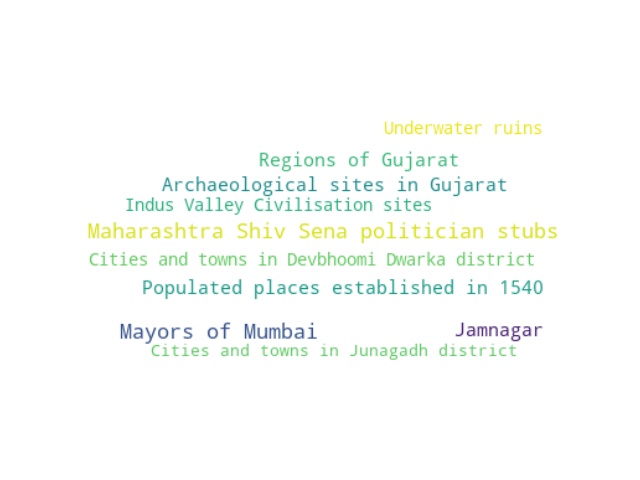 Underwater ruins
Regions of Gujarat
Archaeological sites in Gujarat
Indus Valley Civilisation sites
Maharashtra Shiv Sena politician stubs
Cities and towns in Devbhoomi Dwarka district
Populated places established in 1540
Mayors of Mumbai
Jamnagar
Cities and towns in Junagadh district